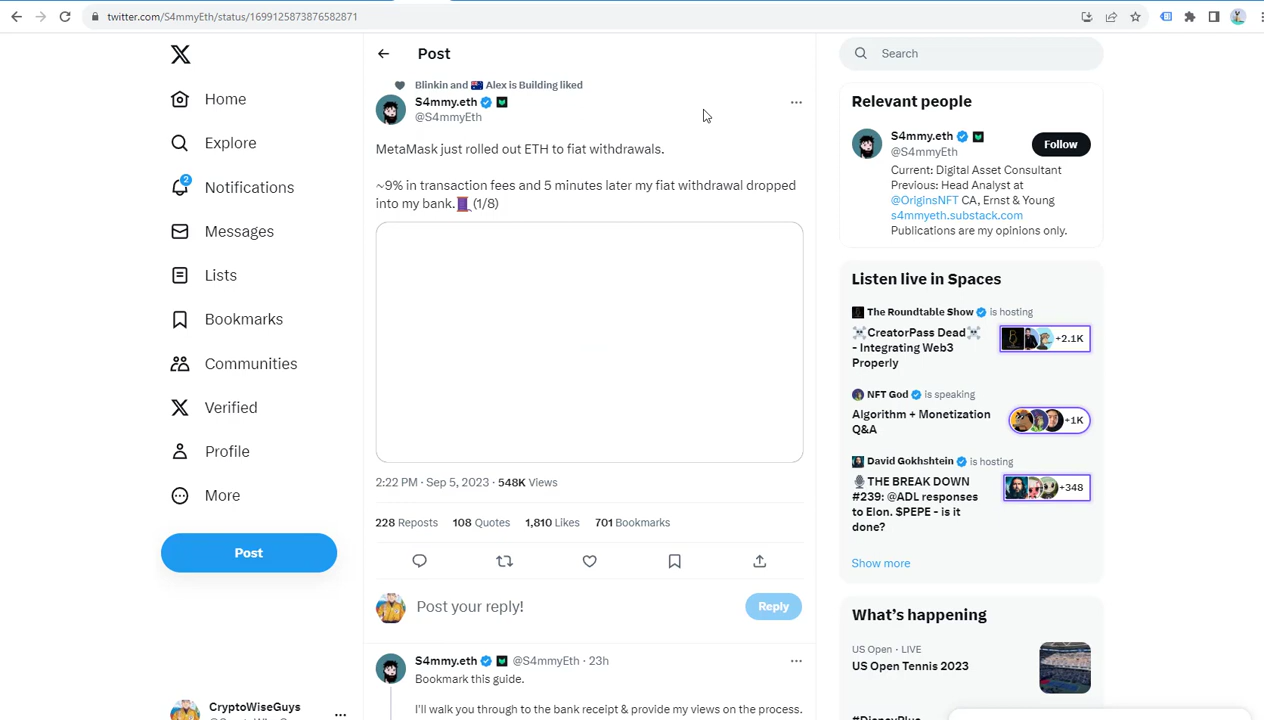 twitter.com/S4mmyEth/status/1699125873876582871
Home
Explore
2
Notifications
Messages
Lists
Bookmarks
Communities
Verified
Profile
More
Post
CryptoWiseGuys
Post
Blinkin and 🇦🇺 Alex is Building liked
S4mmy.eth
@S4mmyEth
MetaMask just rolled out ETH to fiat withdrawals.
~9% in transaction fees and 5 minutes later my fiat withdrawal dropped
into my bank.🧵(1/8)
2:22 PM · Sep 5, 2023 · 548K Views
228 Reposts 108 Quotes 1,810 Likes 701 Bookmarks
Post your reply!
Reply
S4mmy.eth @S4mmyEth · 23h
Bookmark this guide.
I'll walk you through to the bank receipt & provide my views on the process.
Search
Relevant people
S4mmy.eth
@S4mmyEth
Follow
Current: Digital Asset Consultant
Previous: Head Analyst at
@OriginsNFT CA, Ernst & Young
s4mmyeth.substack.com
Publications are my opinions only.
Listen live in Spaces
The Roundtable Show is hosting
☠️CreatorPass Dead☠️
- Integrating Web3
Properly
+2.1K
NFT God is speaking
Algorithm + Monetization
Q&A
+1K
David Gokhshtein is hosting
🎙️THE BREAK DOWN
#239: @ADL responses
to Elon. $PEPE - is it
done?
+348
Show more
What's happening
US Open · LIVE
US Open Tennis 2023